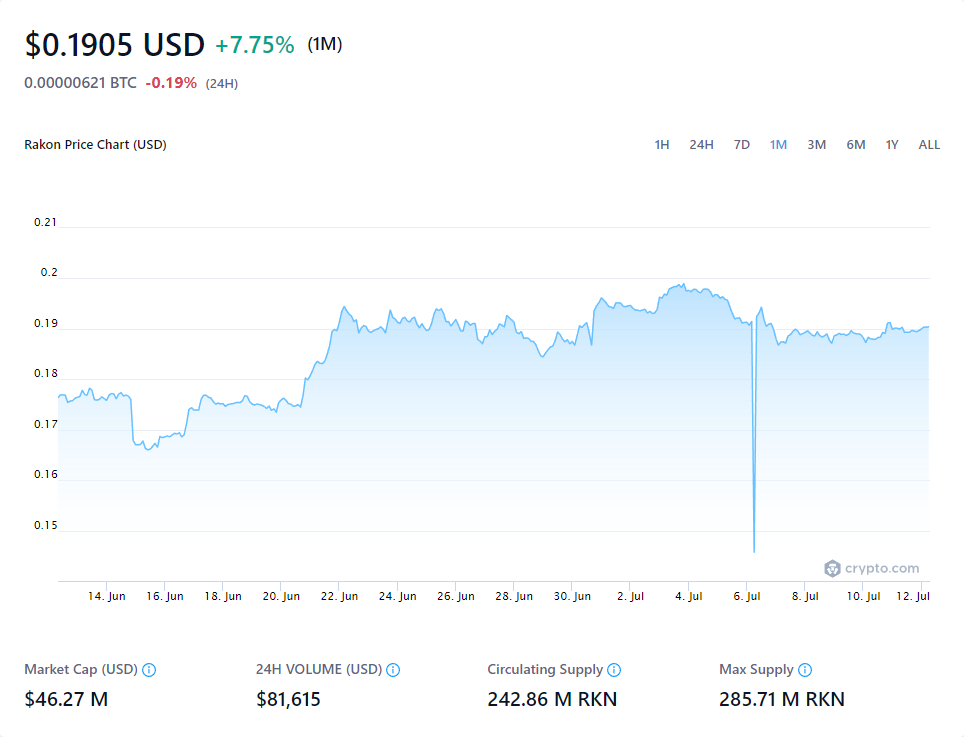 $0.1905 USD +7.75% (1M)
0.00000621 BTC -0.19% (24H)
Rakon Price Chart (USD) 1H 24H 7D 1M 3M 6M 1Y ALL
0.21
0.2
0.19
0.18
0.17
0.16
0.15
crypto.com
14. Jun 16. Jun 18. Jun 20. Jun 22. Jun 24. Jun 26. Jun 28. Jun 30. Jun 2. Jul 4. Jul 6. Jul 8. Jul 10. Jul 12. Jul
Market Cap (USD) 24H VOLUME (USD) Circulating Supply Max Supply
$46.27 M $81,615 242.86 M RKN 285.71 M RKN